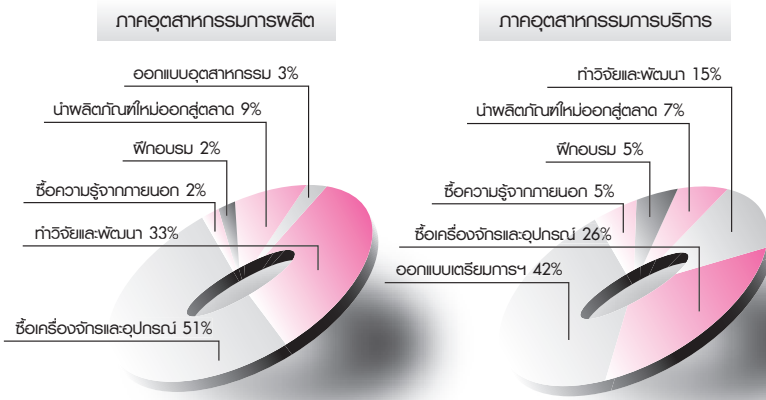 ภาคอุตสาหกรรมการผลิต
ออกแบบอุตสาหกรรม 3%
นำผลิตภัณฑ์ใหม่ออกสู่ตลาด 9%
ฝึกอบรม 2%
ซื้อความรู้จากภายนอก 2%
ทำวิจัยและพัฒนา 33%
ซื้อเครื่องจักรและอุปกรณ์ 51%
ภาคอุตสาหกรรมการบริการ
ทำวิจัยและพัฒนา 15%
นำผลิตภัณฑ์ใหม่ออกสู่ตลาด 7%
ฝึกอบรม 5%
ซื้อความรู้จากภายนอก 5%
ซื้อเครื่องจักรและอุปกรณ์ 26%
ออกแบบเตรียมการฯ 42%